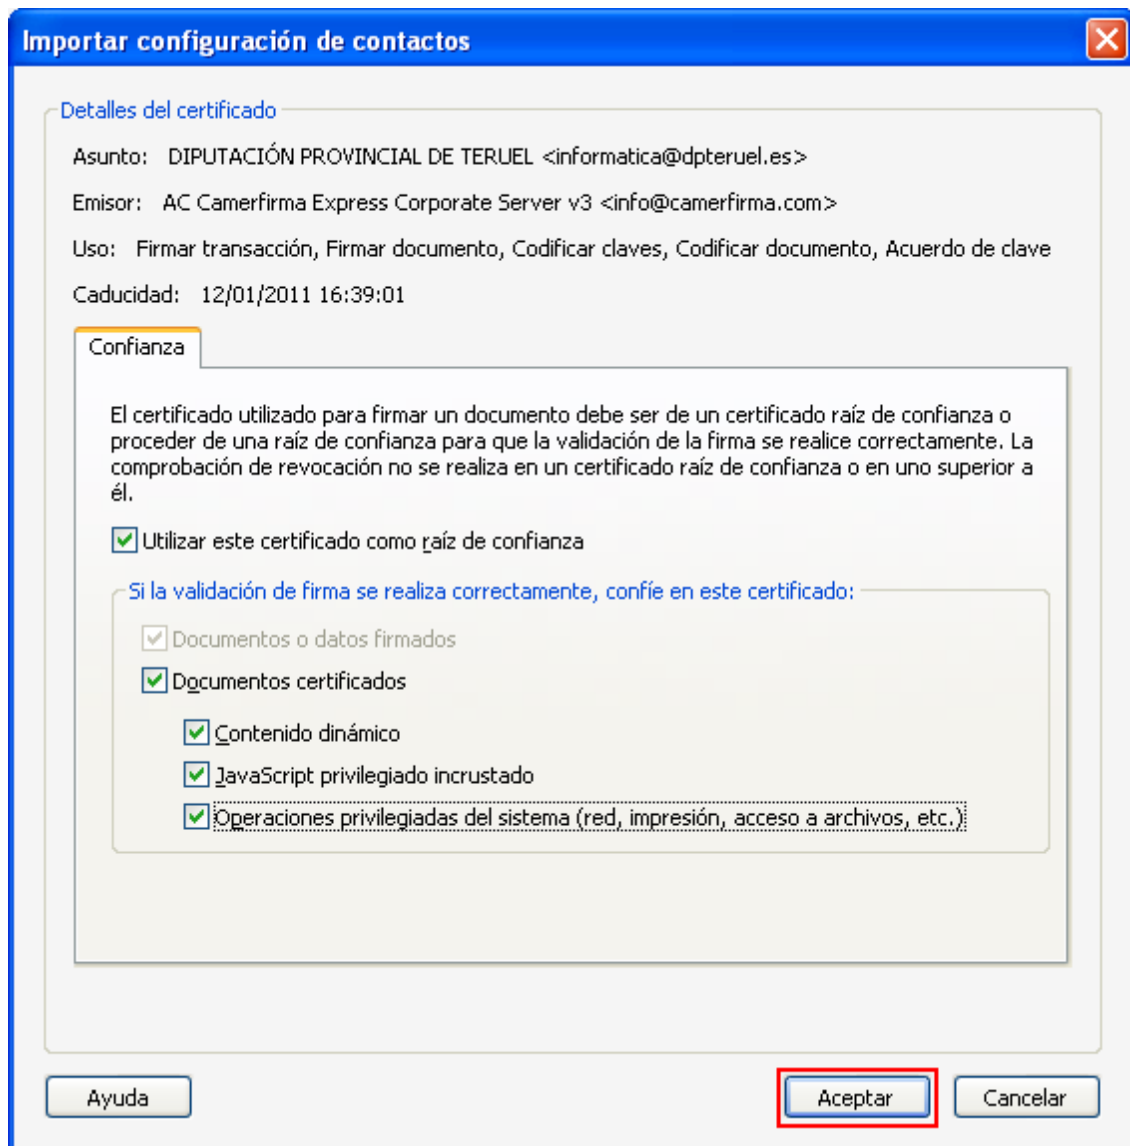 Importar configuración de contactos
Detalles del certificado
Asunto: DIPUTACIÓN PROVINCIAL DE TERUEL <informatica@dpteruel.es>
Emisor: AC Camerfirma Express Corporate Server v3 <info@camerfirma.com>
Uso: Firmar transacción, Firmar documento, Codificar claves, Codificar documento, Acuerdo de clave
Caducidad: 12/01/2011 16:39:01
Confianza
El certificado utilizado para firmar un documento debe ser de un certificado raíz de confianza o
proceder de una raíz de confianza para que la validación de la firma se realice correctamente. La
comprobación de revocación no se realiza en un certificado raíz de confianza o en uno superior a
él.
Utilizar este certificado como raíz de confianza
Si la validación de firma se realiza correctamente, confíe en este certificado:
Documentos o datos firmados
Documentos certificados
Contenido dinámico
JavaScript privilegiado incrustado
Operaciones privilegiadas del sistema (red, impresión, acceso a archivos, etc.)
Ayuda
Aceptar
Cancelar